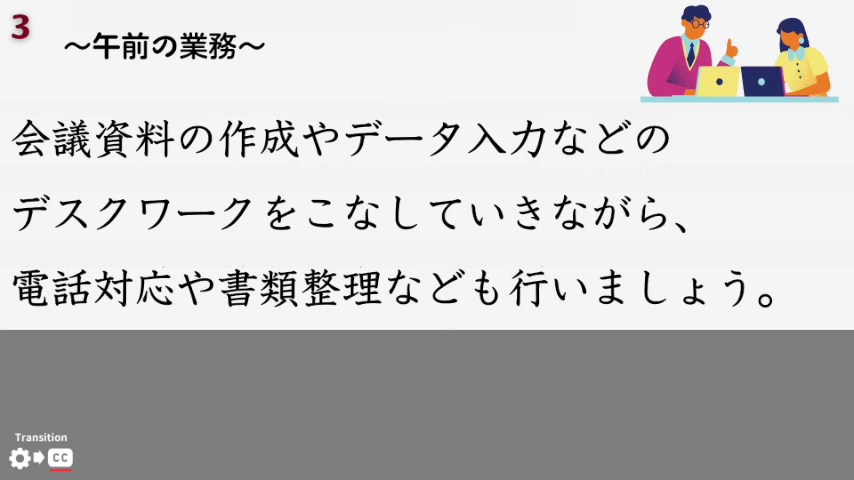 3
～午前の業務～
会議資料の作成やデータ入力などの
デスクワークをこなしていきながら、
電話対応や書類整理なども行いましょう。
Transition
CC